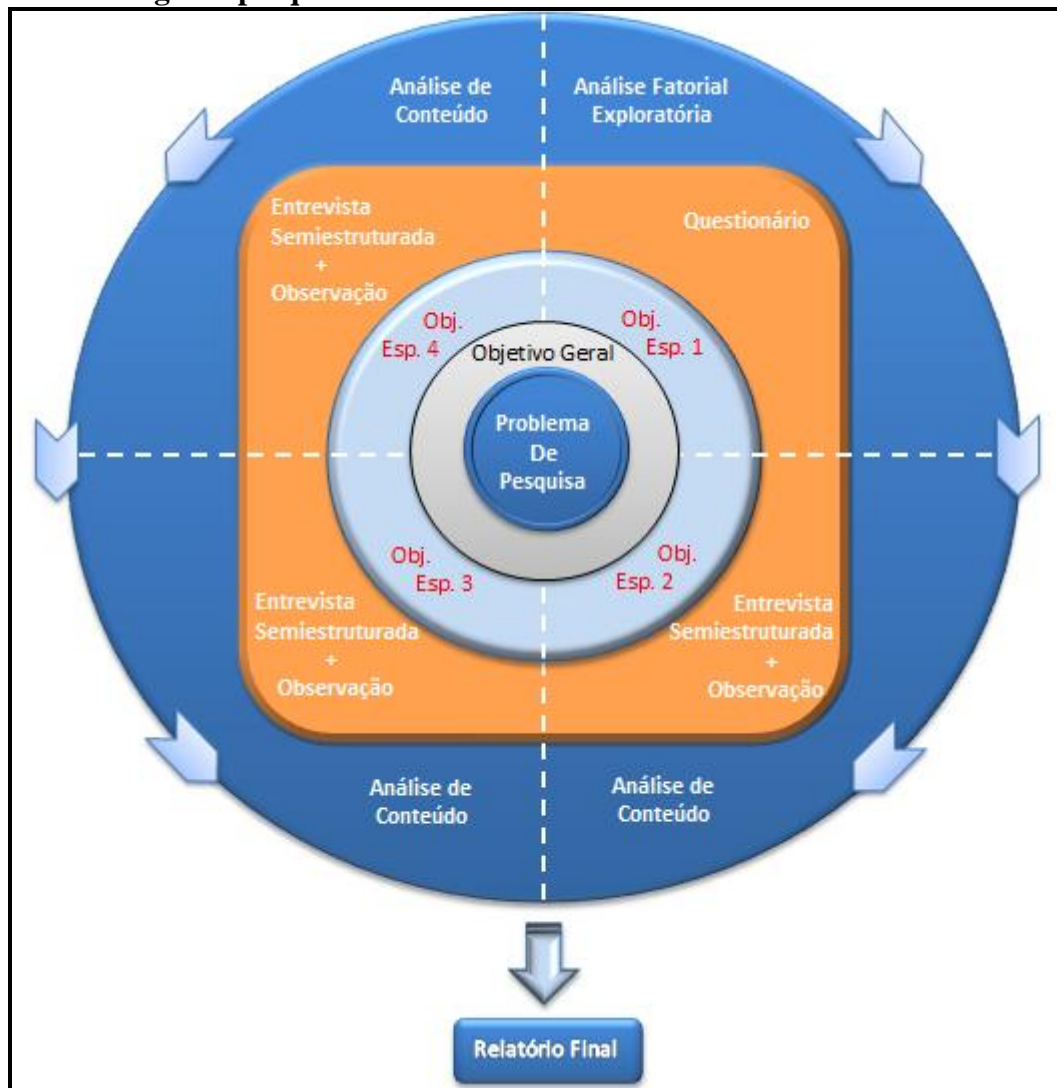 Análise de
Conteúdo
Análise Fatorial
Exploratória
Entrevista
Semiestruturada
+
Observação
Questionário
Obj.
Esp. 4
Obj.
Esp. 1
Objetivo Geral
Problema
De
Pesquisa
Obj.
Esp. 3
Obj.
Esp. 2
Entrevista
Semiestruturada
+
Observação
Entrevista
Semiestruturada
+
Observação
Análise de
Conteúdo
Análise de
Conteúdo
Relatório Final